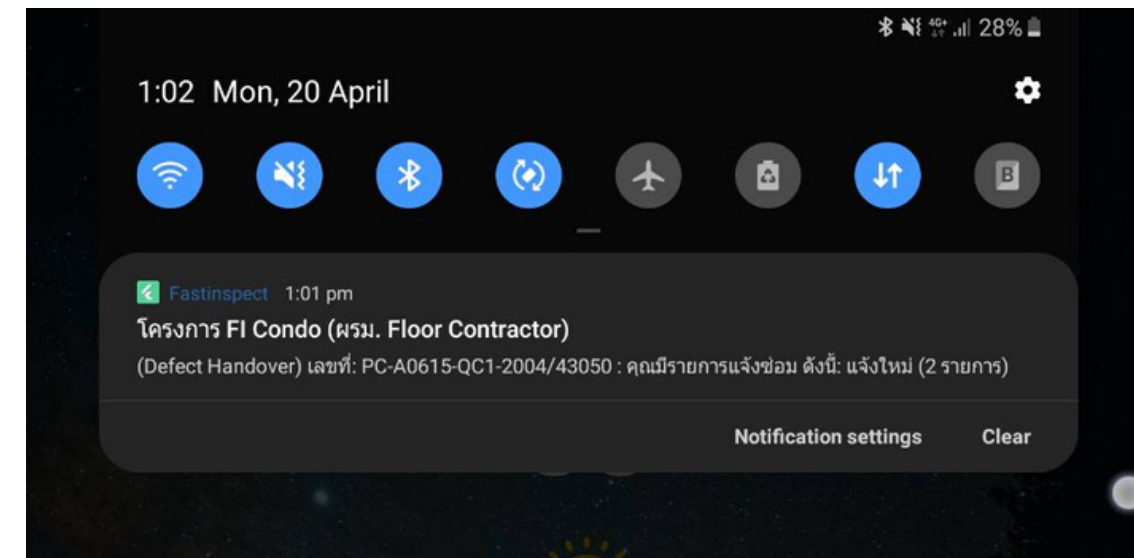 4G+ 28%
1:02 Mon, 20 April
B
Fastinspect 1:01 pm
โครงการ FI Condo (ผรม. Floor Contractor)
(Defect Handover) เลขที่: PC-A0615-QC1-2004/43050 : คุณมีรายการแจ้งซ่อม ดังนี้: แจ้งใหม่ (2 รายการ)
Notification settings Clear